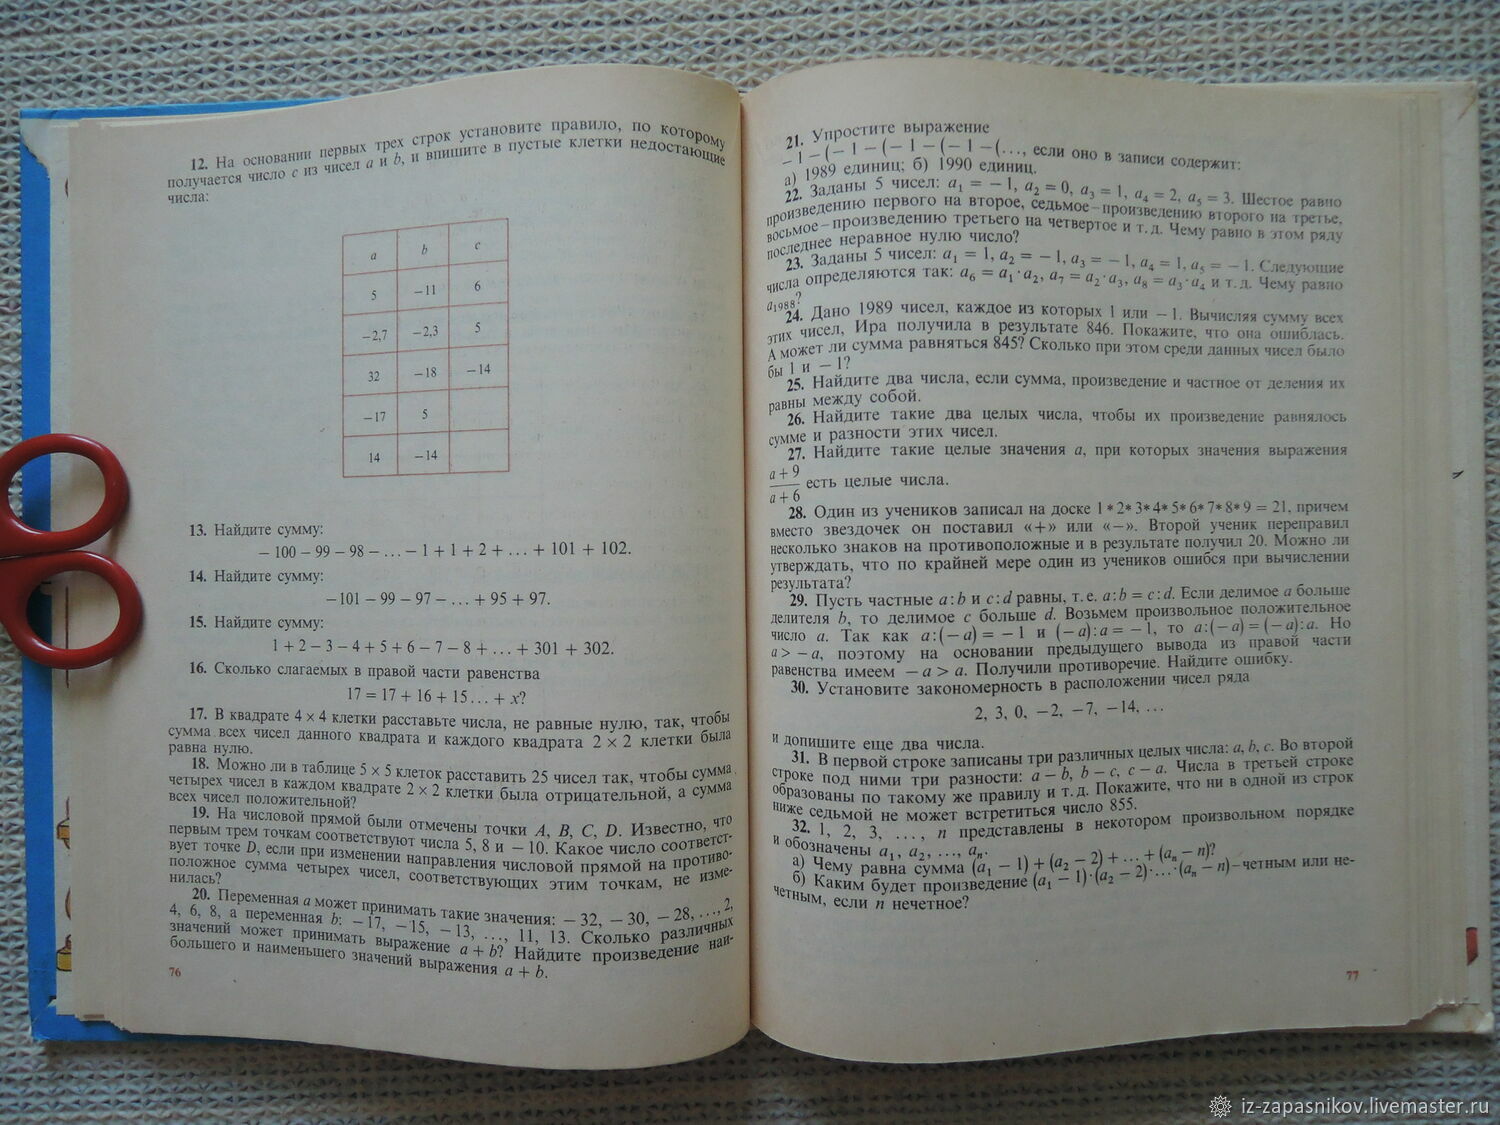 12. На основании первых трех строк установите правило, по которому
получается число c из чисел a и b, и впишите в пустые клетки недостающие
числа:
a b c
5 −11 6
−2,7 −2,3 5
32 −18 −14
−17 5
14 −14
13. Найдите сумму:
− 100 − 99 − 98 − ... − 1 + 1 + 2 + ... + 101 + 102.
14. Найдите сумму:
−101 − 99 − 97 − ... + 95 + 97.
15. Найдите сумму:
1 + 2 − 3 − 4 + 5 + 6 − 7 − 8 + ... + 301 + 302.
16. Сколько слагаемых в правой части равенства
17 = 17 + 16 + 15 ... + x?
17. В квадрате 4 × 4 клетки расставьте числа, не равные нулю, так, чтобы
сумма всех чисел данного квадрата и каждого квадрата 2 × 2 клетки была
равна нулю.
18. Можно ли в таблице 5 × 5 клеток расставить 25 чисел так, чтобы сумма
четырех чисел в каждом квадрате 2 × 2 клетки была отрицательной, а сумма
всех чисел положительной?
19. На числовой прямой были отмечены точки A, B, C, D. Известно, что
первым трем точкам соответствуют числа 5, 8 и − 10. Какое число соответст-
вует точке D, если при изменении направления числовой прямой на противо-
положное сумма четырех чисел, соответствующих этим точкам, не изме-
нилась?
20. Переменная a может принимать такие значения: − 32, − 30, − 28, ..., 2,
4, 6, 8, а переменная b: − 17, − 15, − 13, ..., 11, 13. Сколько различных
значений может принимать выражение a + b? Найдите произведение наи-
большего и наименьшего значений выражения a + b.
76
21. Упростите выражение
− 1 − (− 1 − (− 1 − (− 1 − (..., если оно в записи содержит:
а) 1989 единиц; б) 1990 единиц.
22. Заданы 5 чисел: a₁ = − 1, a₂ = 0, a₃ = 1, a₄ = 2, a₅ = 3. Шестое равно
произведению первого на второе, седьмое – произведению второго на третье,
восьмое – произведению третьего на четвертое и т. д. Чему равно в этом ряду
последнее неравное нулю число?
23. Заданы 5 чисел: a₁ = 1, a₂ = − 1, a₃ = − 1, a₄ = 1, a₅ = − 1. Следующие
числа определяются так: a₆ = a₁·a₂, a₇ = a₂·a₃, a₈ = a₃·a₄ и т. д. Чему равно
a₁₉₈₈?
24. Дано 1989 чисел, каждое из которых 1 или − 1. Вычисляя сумму всех
этих чисел, Ира получила в результате 846. Покажите, что она ошиблась.
А может ли сумма равняться 845? Сколько при этом среди данных чисел было
бы 1 и − 1?
25. Найдите два числа, если сумма, произведение и частное от деления их
равны между собой.
26. Найдите такие два целых числа, чтобы их произведение равнялось
сумме и разности этих чисел.
27. Найдите такие целые значения a, при которых значения выражения
a + 9
a + 6 есть целые числа.
28. Один из учеников записал на доске 1 * 2 * 3 * 4 * 5 * 6 * 7 * 8 * 9 = 21, причем
вместо звездочек он поставил «+» или «−». Второй ученик переправил
несколько знаков на противоположные и в результате получил 20. Можно ли
утверждать, что по крайней мере один из учеников ошибся при вычислении
результата?
29. Пусть частные a : b и c : d равны, т. е. a : b = c : d. Если делимое a больше
делителя b, то делимое c больше d. Возьмем произвольное положительное
число a. Так как a : (− a) = − 1 и (− a) : a = − 1, то a : (− a) = (− a) : a. Но
a > − a, поэтому на основании предыдущего вывода из правой части
равенства имеем − a > a. Получили противоречие. Найдите ошибку.
30. Установите закономерность в расположении чисел ряда
2, 3, 0, −2, −7, −14, ...
и допишите еще два числа.
31. В первой строке записаны три различных целых числа: a, b, c. Во второй
строке под ними три разности: a − b, b − c, c − a. Числа в третьей строке
образованы по такому же правилу и т. д. Покажите, что ни в одной из строк
ниже седьмой не может встретиться число 855.
32. 1, 2, 3, ..., n представлены в некотором произвольном порядке
и обозначены a₁, a₂, ..., aₙ.
а) Чему равна сумма (a₁ − 1) + (a₂ − 2) + ... + (aₙ − n)?
б) Каким будет произведение (a₁ − 1)·(a₂ − 2)·...·(aₙ − n) – четным или не-
четным, если n нечетное?
77
iz-zapasnikov.livemaster.ru